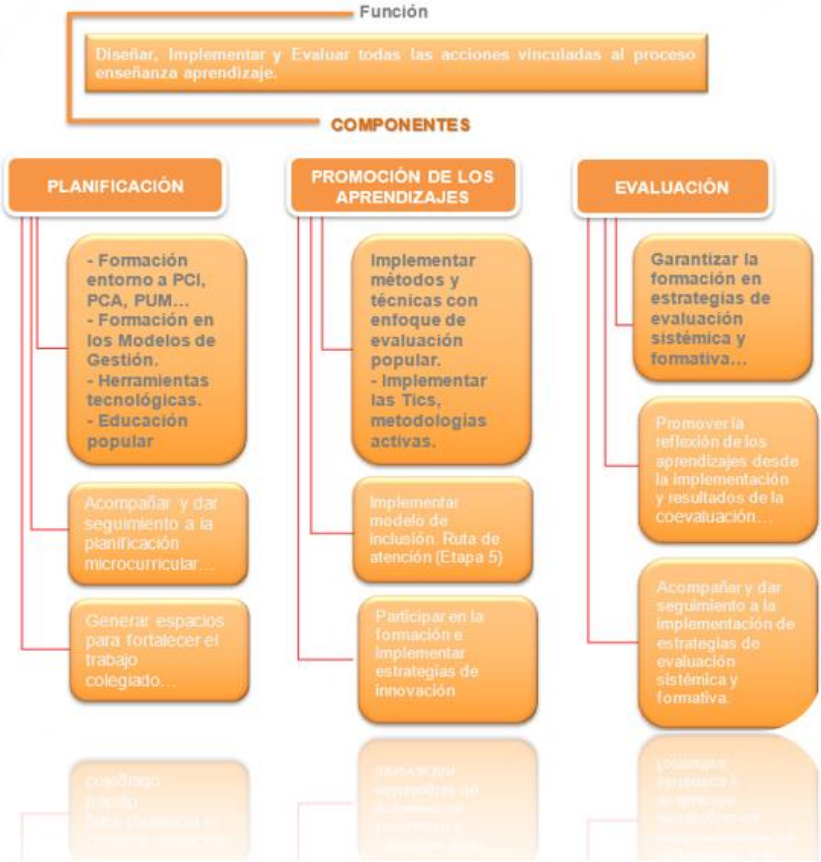 Función
Diseñar, Implementar y Evaluar todas las acciones vinculadas al proceso
enseñanza aprendizaje.
COMPONENTES
PLANIFICACIÓN
- Formación
entorno a PCI,
PCA, PUM...
- Formación en
los Modelos de
Gestión.
- Herramientas
tecnológicas.
- Educación
popular
Acompañar y dar
seguimiento a la
planificación
microcurricular...
Generar espacios
para fortalecer el
trabajo
colegiado...
PROMOCIÓN DE LOS
APRENDIZAJES
Implementar
métodos y
técnicas con
enfoque de
evaluación
popular.
- Implementar
las Tics,
metodologías
activas.
Implementar
modelo de
inclusión. Ruta de
atención (Etapa 5)
Participar en la
formación e
implementar
estrategias de
innovación
EVALUACIÓN
Garantizar la
formación en
estrategias de
evaluación
sistémica y
formativa...
Promover la
reflexión de los
aprendizajes desde
la implementación
y resultados de la
coevaluación...
Acompañar y dar
seguimiento a la
implementación de
estrategias de
evaluación
sistémica y
formativa.